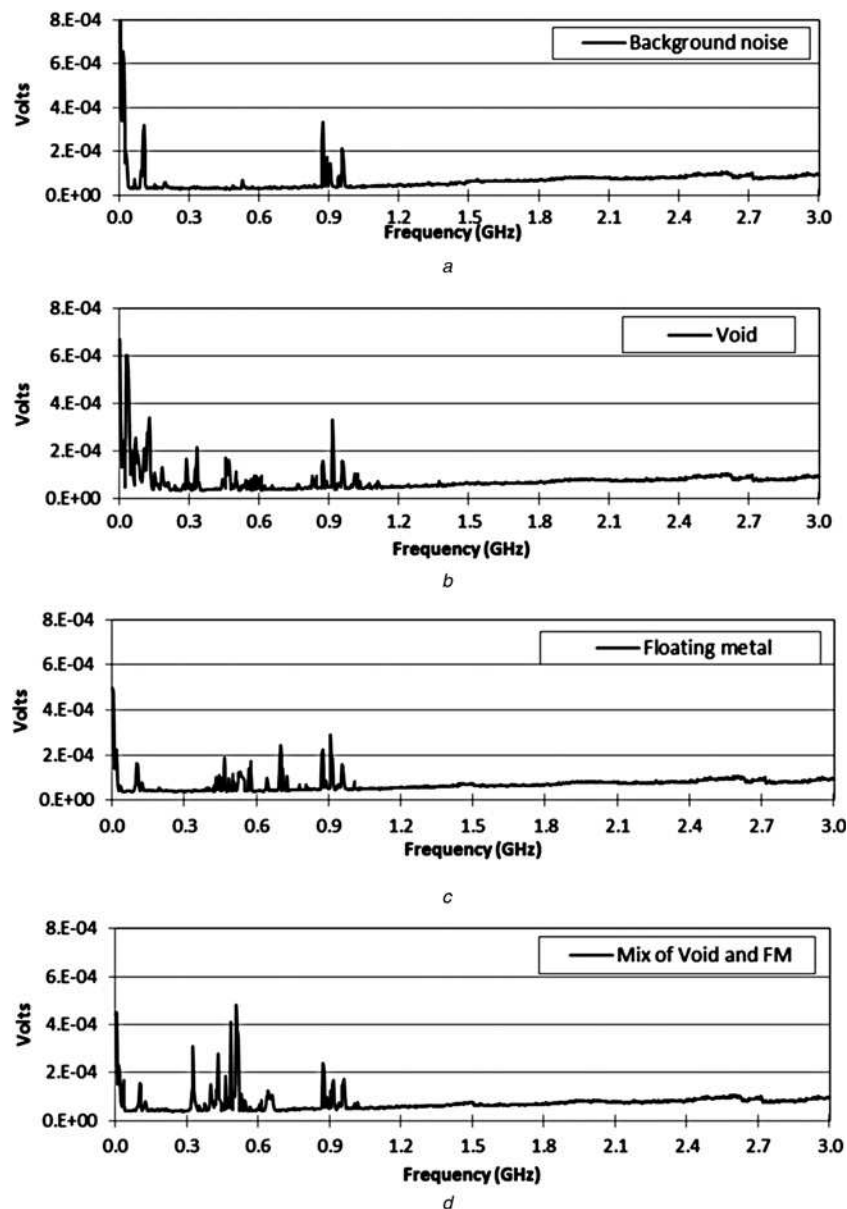 8.E-04
Background noise
6.E-04
Volts
4.E-04
2.E-04
0.E+00
0.0 0.3 0.6 0.9 1.2 1.5 1.8 2.1 2.4 2.7 3.0
Frequency (GHz)
a
8.E-04
Void
6.E-04
Volts
4.E-04
2.E-04
0.E+00
0.0 0.3 0.6 0.9 1.2 1.5 1.8 2.1 2.4 2.7 3.0
Frequency (GHz)
b
8.E-04
Floating metal
6.E-04
Volts
4.E-04
2.E-04
0.E+00
0.0 0.3 0.6 0.9 1.2 1.5 1.8 2.1 2.4 2.7 3.0
Frequency (GHz)
c
8.E-04
Mix of Void and FM
6.E-04
Volts
4.E-04
2.E-04
0.E+00
0.0 0.3 0.6 0.9 1.2 1.5 1.8 2.1 2.4 2.7 3.0
Frequency (GHz)
d